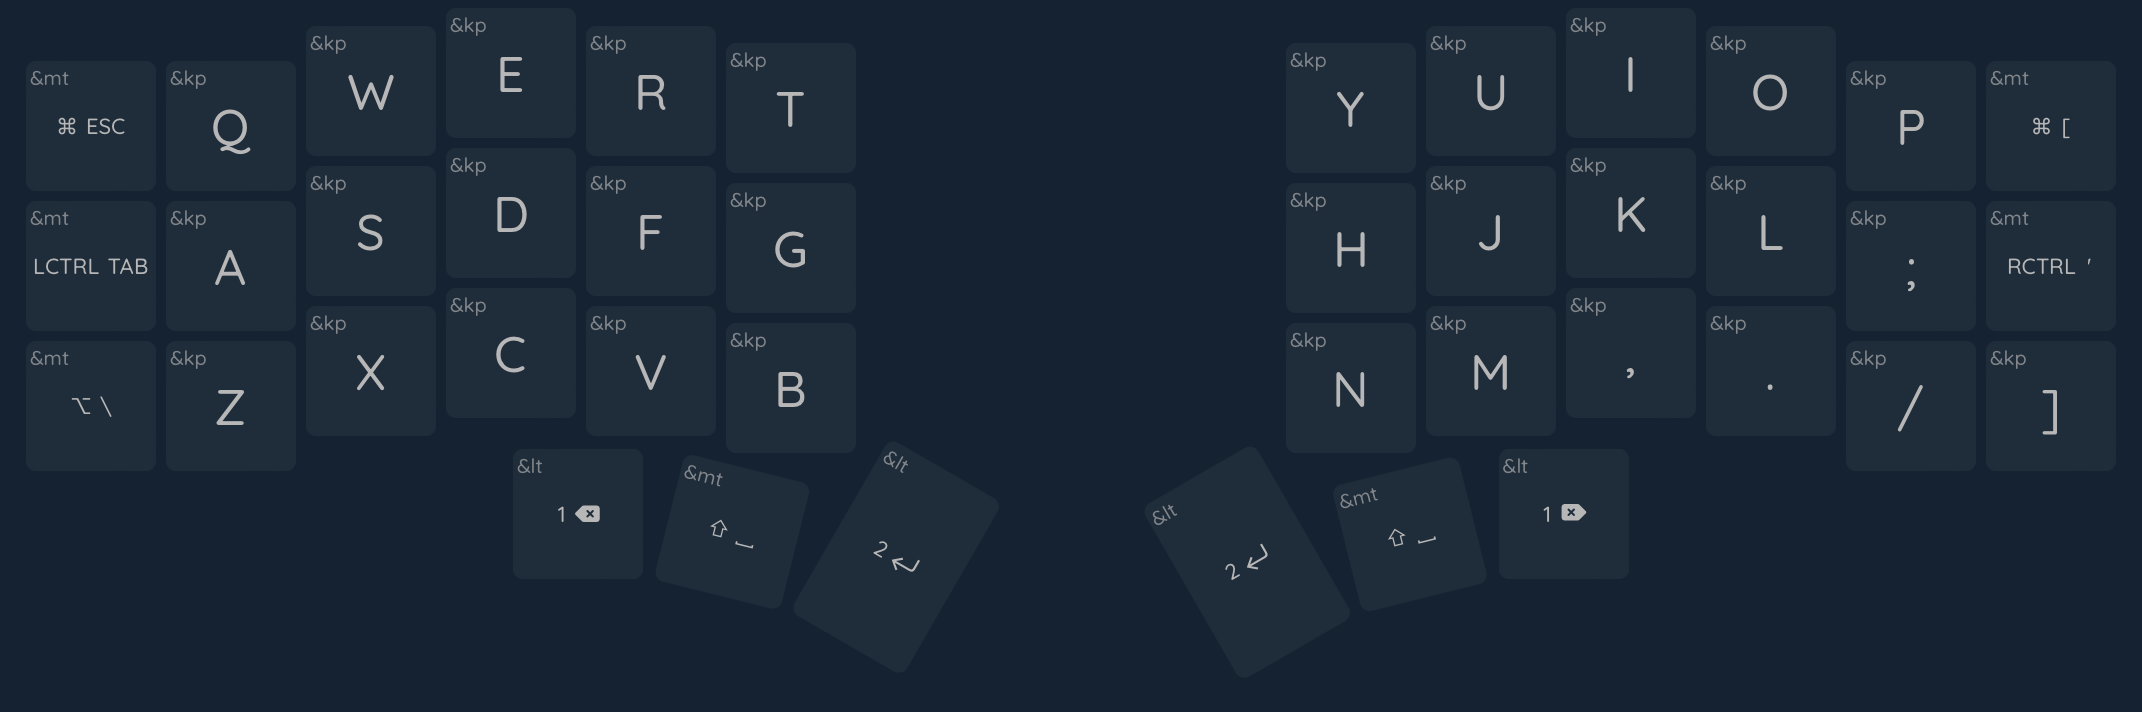 &mt ⌘ ESC
&kp Q
&kp W
&kp E
&kp R
&kp T
&kp Y
&kp U
&kp I
&kp O
&kp P
&mt ⌘ [
&mt LCTRL TAB
&kp A
&kp S
&kp D
&kp F
&kp G
&kp H
&kp J
&kp K
&kp L
&kp ;
&mt RCTRL '
&mt ⌥ \
&kp Z
&kp X
&kp C
&kp V
&kp B
&kp N
&kp M
&kp ,
&kp .
&kp /
&kp ]
&lt 1 ⌫
&mt ⇧ ⎵
&lt 2 ↵
&lt 2 ↵
&mt ⇧ ⎵
&lt 1 ⌦